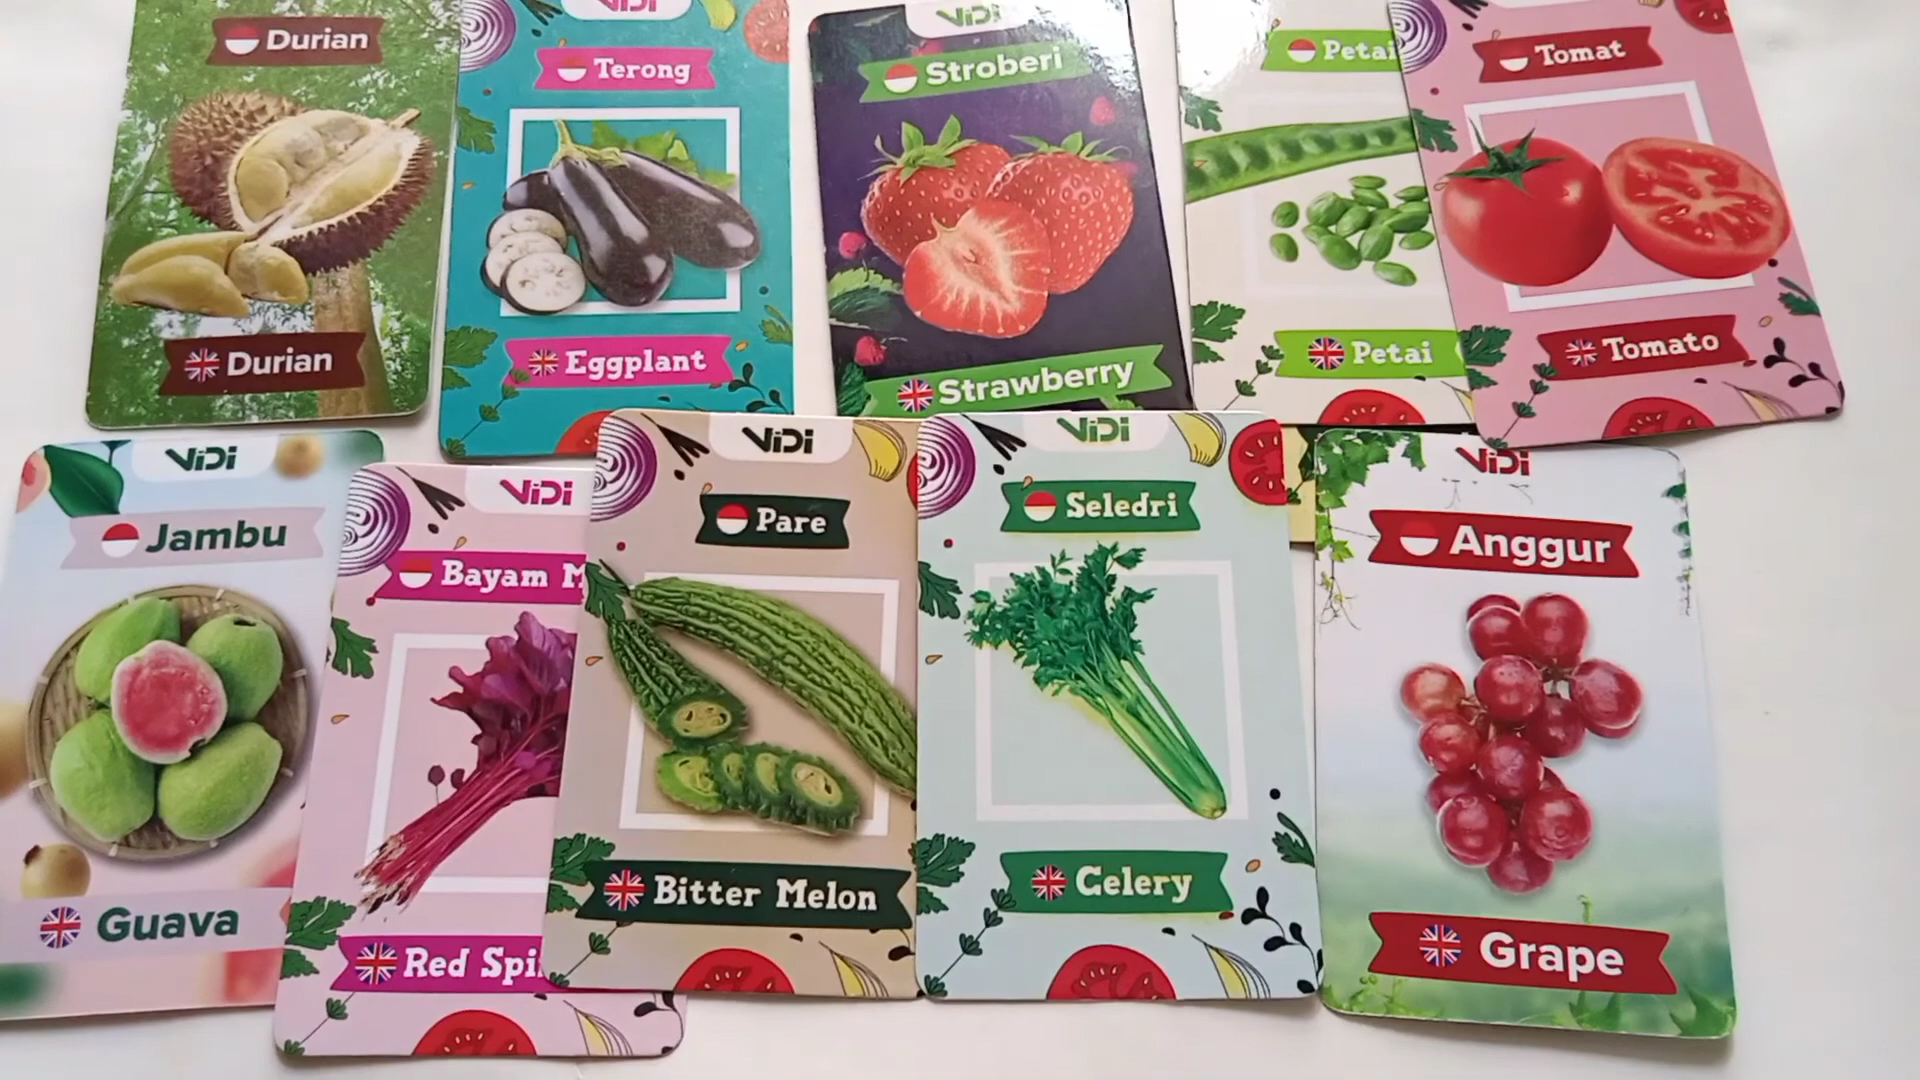 Durian
Durian
ViDi
Terong
Eggplant
ViDi
Stroberi
Strawberry
Petai
Petai
Tomat
Tomato
ViDi
Jambu
Guava
ViDi
Bayam
Red
ViDi
Pare
Bitter Melon
ViDi
Seledri
Celery
ViDi
Anggur
Grape